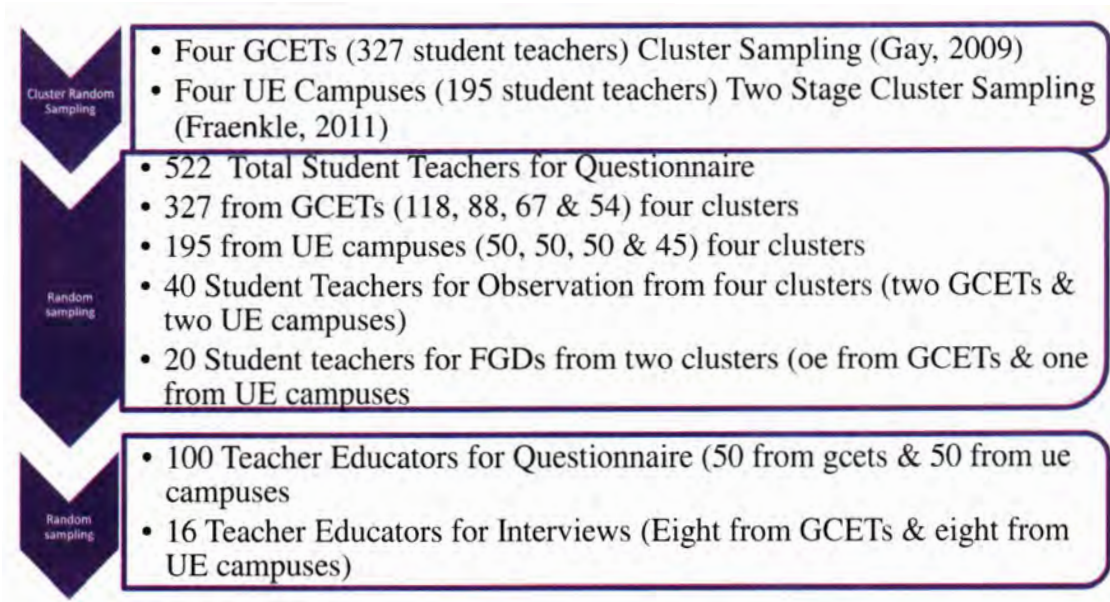 Cluster Random
Sampling
• Four GCETs (327 student teachers) Cluster Sampling (Gay, 2009)
• Four UE Campuses (195 student teachers) Two Stage Cluster Sampling
(Fraenkle, 2011)
Random
sampling
• 522 Total Student Teachers for Questionnaire
• 327 from GCETs (118, 88, 67 & 54) four clusters
• 195 from UE campuses (50, 50, 50 & 45) four clusters
• 40 Student Teachers for Observation from four clusters (two GCETs &
two UE campuses)
• 20 Student teachers for FGDs from two clusters (oe from GCETs & one
from UE campuses
Random
sampling
• 100 Teacher Educators for Questionnaire (50 from gcets & 50 from ue
campuses
• 16 Teacher Educators for Interviews (Eight from GCETs & eight from
UE campuses)